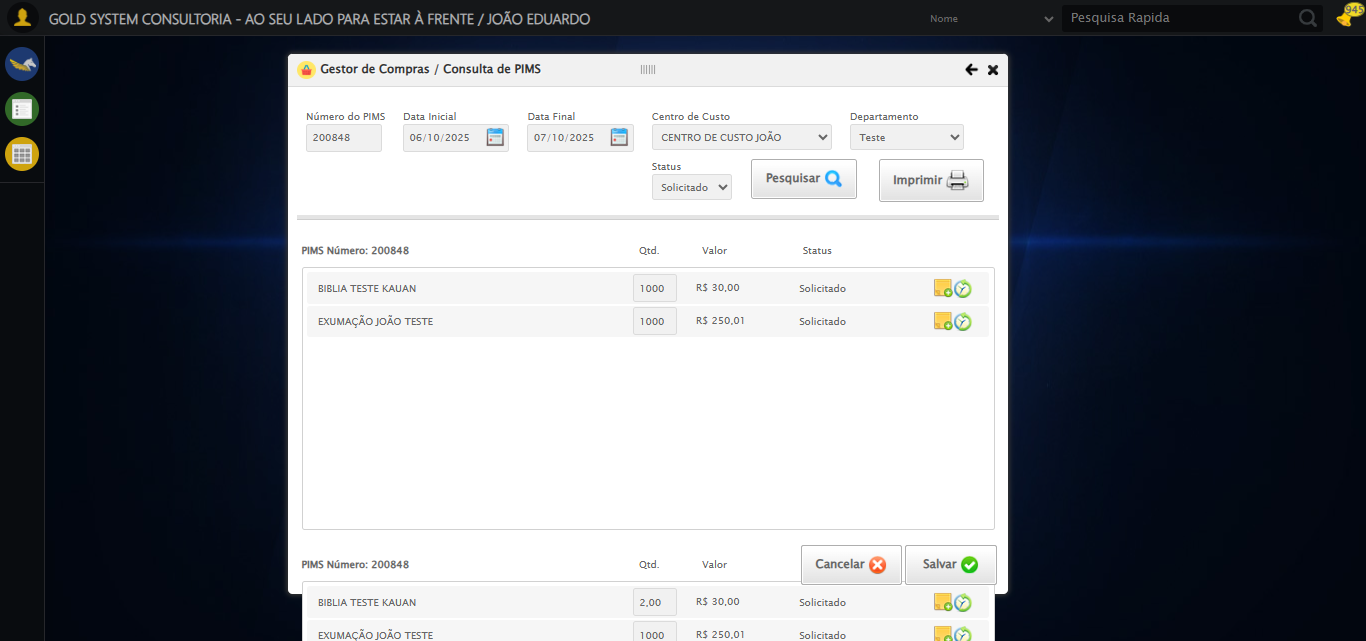 GOLD SYSTEM CONSULTORIA - AO SEU LADO PARA ESTAR À FRENTE / JOÃO EDUARDO
Nome
Pesquisa Rapida
945
Gestor de Compras / Consulta de PIMS
Número do PIMS Data Inicial Data Final Centro de Custo Departamento
200848 06/10/2025 07/10/2025 CENTRO DE CUSTO JOÃO Teste
Status
Solicitado Pesquisar Imprimir
PIMS Número: 200848 Qtd. Valor Status
BIBLIA TESTE KAUAN 1000 R$ 30,00 Solicitado
EXUMAÇÃO JOÃO TESTE 1000 R$ 250,01 Solicitado
PIMS Número: 200848 Qtd. Valor Cancelar Salvar
BIBLIA TESTE KAUAN 2,00 R$ 30,00 Solicitado
EXUMAÇÃO JOÃO TESTE 1000 R$ 250,01 Solicitado